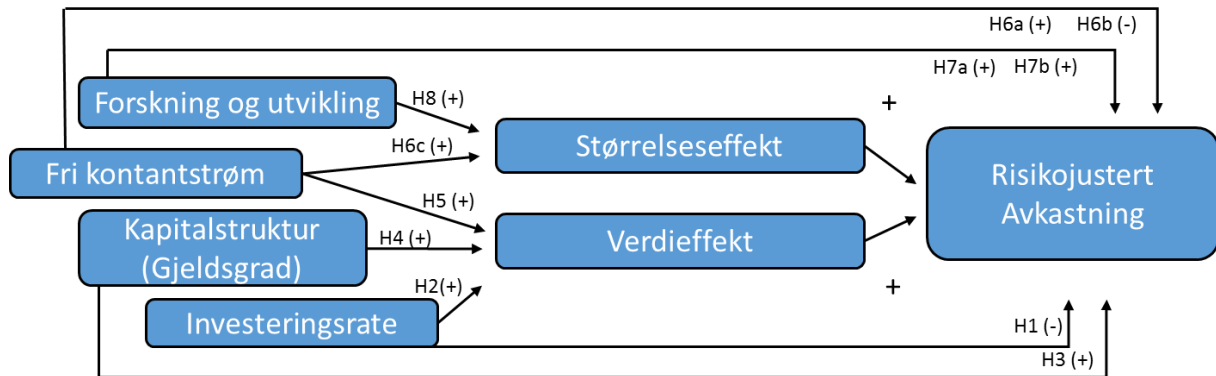 H6a (+) H6b (-)
H7a (+) H7b (+)
Forskning og utvikling
H8 (+)
+
H6c (+)
Størrelseseffekt
Fri kontantstrøm
Risikojustert
Avkastning
H5 (+)
Kapitalstruktur
(Gjeldsgrad)
H4 (+)
Verdieffekt
H2(+)
+
Investeringsrate
H1 (-)
H3 (+)